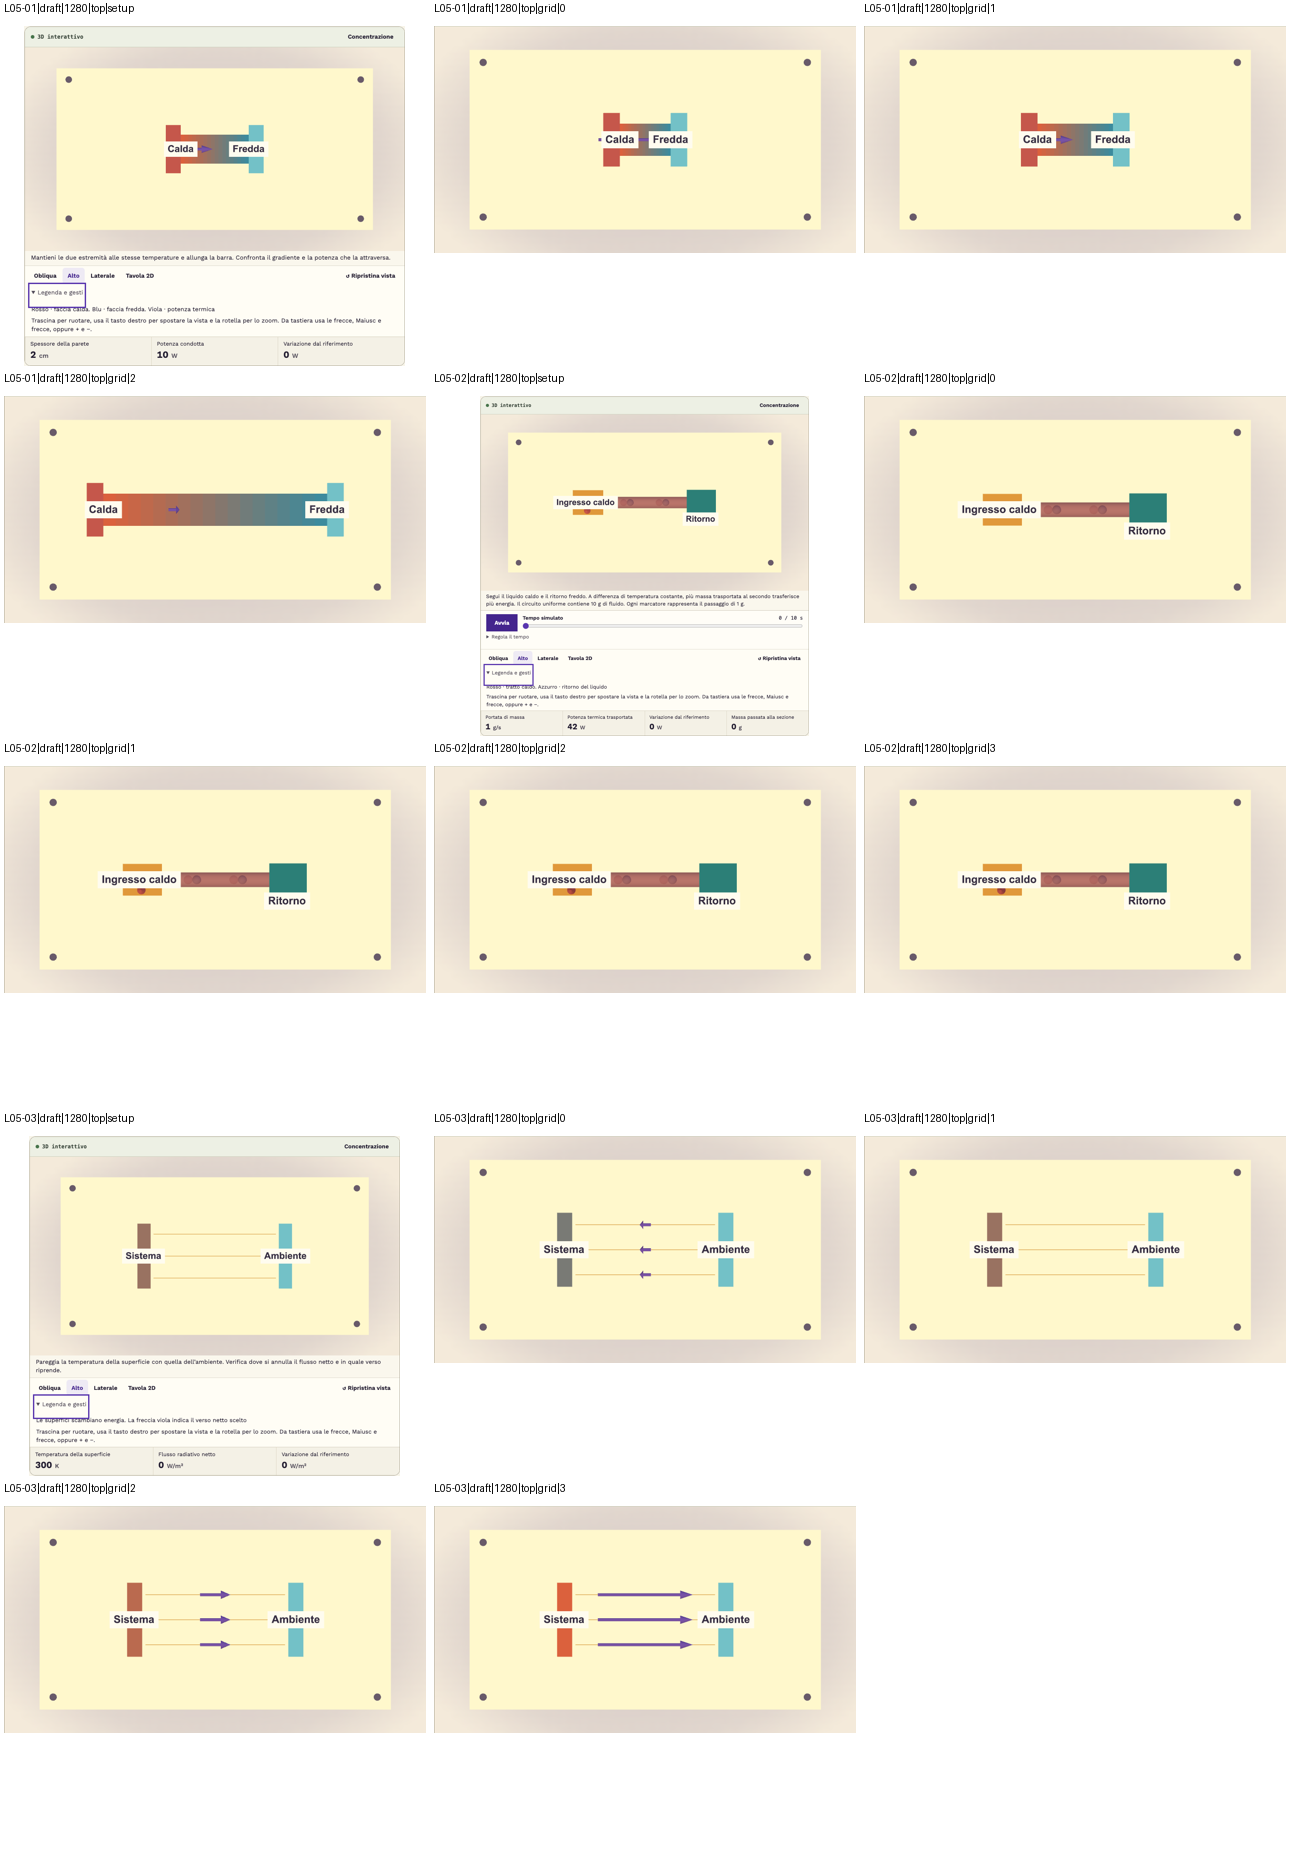 L05-01|draft|1280|top|setup
3D interattivo
Concentrazione
Calda
Fredda
Mantieni le due estremità alle stesse temperature e allunga la barra. Confronta il gradiente e la potenza che la attraversa.
Obliqua Alto Laterale Tavola 2D
↺ Ripristina vista
▼ Legenda e gesti
Rosso · faccia calda. Blu · faccia fredda. Viola · potenza termica
Trascina per ruotare, usa il tasto destro per spostare la vista e la rotella per lo zoom. Da tastiera usa le frecce, Maiusc e
frecce, oppure + e −.
Spessore della parete
2 cm
Potenza condotta
10 W
Variazione dal riferimento
0 W
L05-01|draft|1280|top|grid|0
Calda
Fredda
L05-01|draft|1280|top|grid|1
Calda
Fredda
L05-01|draft|1280|top|grid|2
Calda
Fredda
L05-02|draft|1280|top|setup
3D interattivo
Concentrazione
Ingresso caldo
Ritorno
Segui il liquido caldo e il ritorno freddo. A differenza di temperatura costante, più massa trasportata al secondo trasferisce
più energia. Il circuito uniforme contiene 10 g di fluido. Ogni marcatore rappresenta il passaggio di 1 g.
Avvia
Tempo simulato
0 / 10 s
▸ Regola il tempo
Obliqua Alto Laterale Tavola 2D
↺ Ripristina vista
▼ Legenda e gesti
Rosso · tratto caldo. Azzurro · ritorno del liquido
Trascina per ruotare, usa il tasto destro per spostare la vista e la rotella per lo zoom. Da tastiera usa le frecce, Maiusc e
frecce, oppure + e −.
Portata di massa
1 g/s
Potenza termica trasportata
42 W
Variazione dal riferimento
0 W
Massa passata alla sezione
0 g
L05-02|draft|1280|top|grid|0
Ingresso caldo
Ritorno
L05-02|draft|1280|top|grid|1
Ingresso caldo
Ritorno
L05-02|draft|1280|top|grid|2
Ingresso caldo
Ritorno
L05-02|draft|1280|top|grid|3
Ingresso caldo
Ritorno
L05-03|draft|1280|top|setup
3D interattivo
Concentrazione
Sistema
Ambiente
Pareggia la temperatura della superficie con quella dell'ambiente. Verifica dove si annulla il flusso netto e in quale verso
riprende.
Obliqua Alto Laterale Tavola 2D
↺ Ripristina vista
▼ Legenda e gesti
Le superfici scambiano energia. La freccia viola indica il verso netto scelto
Trascina per ruotare, usa il tasto destro per spostare la vista e la rotella per lo zoom. Da tastiera usa le frecce, Maiusc e
frecce, oppure + e −.
Temperatura della superficie
300 K
Flusso radiativo netto
0 W/m²
Variazione dal riferimento
0 W/m²
L05-03|draft|1280|top|grid|0
Sistema
Ambiente
L05-03|draft|1280|top|grid|1
Sistema
Ambiente
L05-03|draft|1280|top|grid|2
Sistema
Ambiente
L05-03|draft|1280|top|grid|3
Sistema
Ambiente